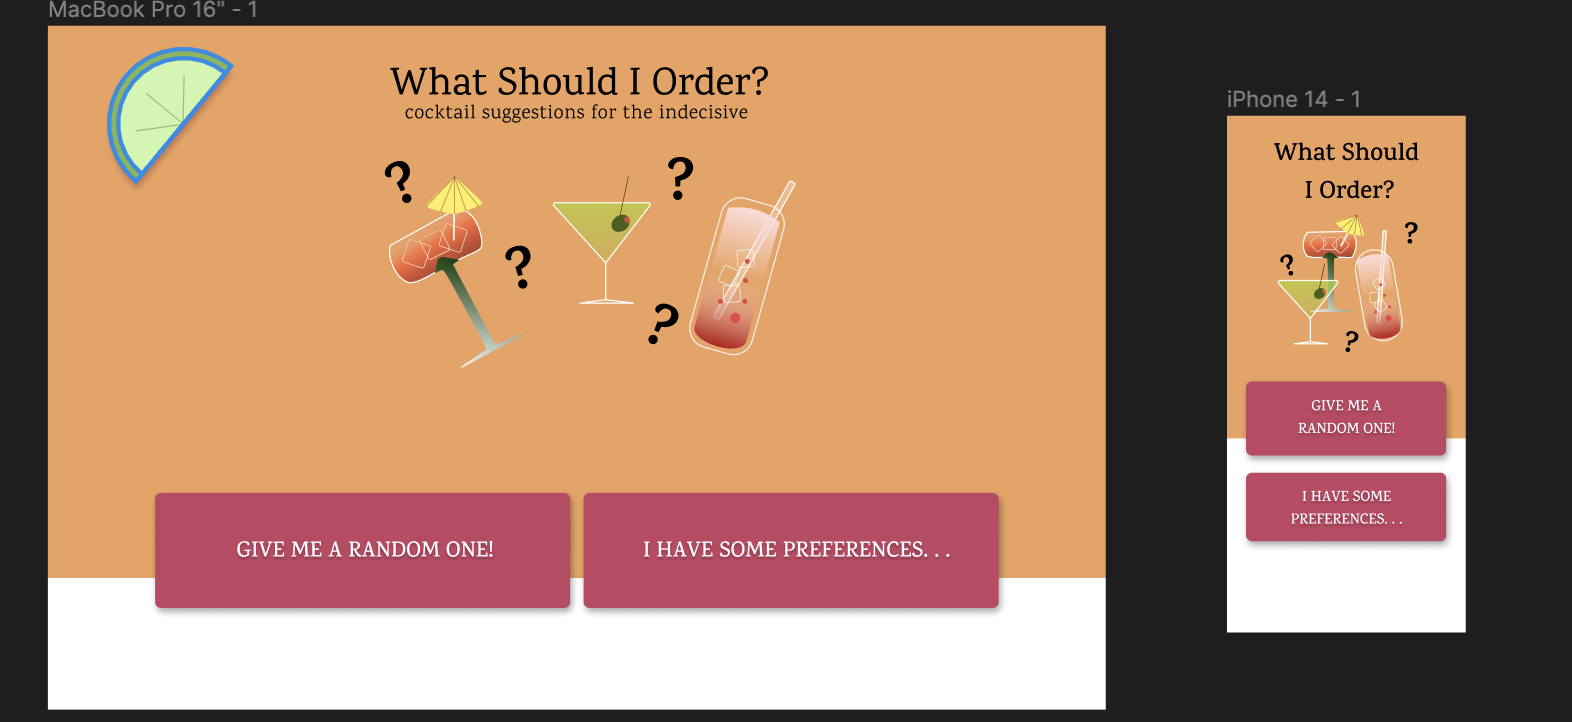 MacBook Pro 16" - 1
What Should I Order?
cocktail suggestions for the indecisive
?
?
?
?
GIVE ME A RANDOM ONE!
I HAVE SOME PREFERENCES. . .
iPhone 14 - 1
What Should
I Order?
?
?
?
GIVE ME A
RANDOM ONE!
I HAVE SOME
PREFERENCES. . .